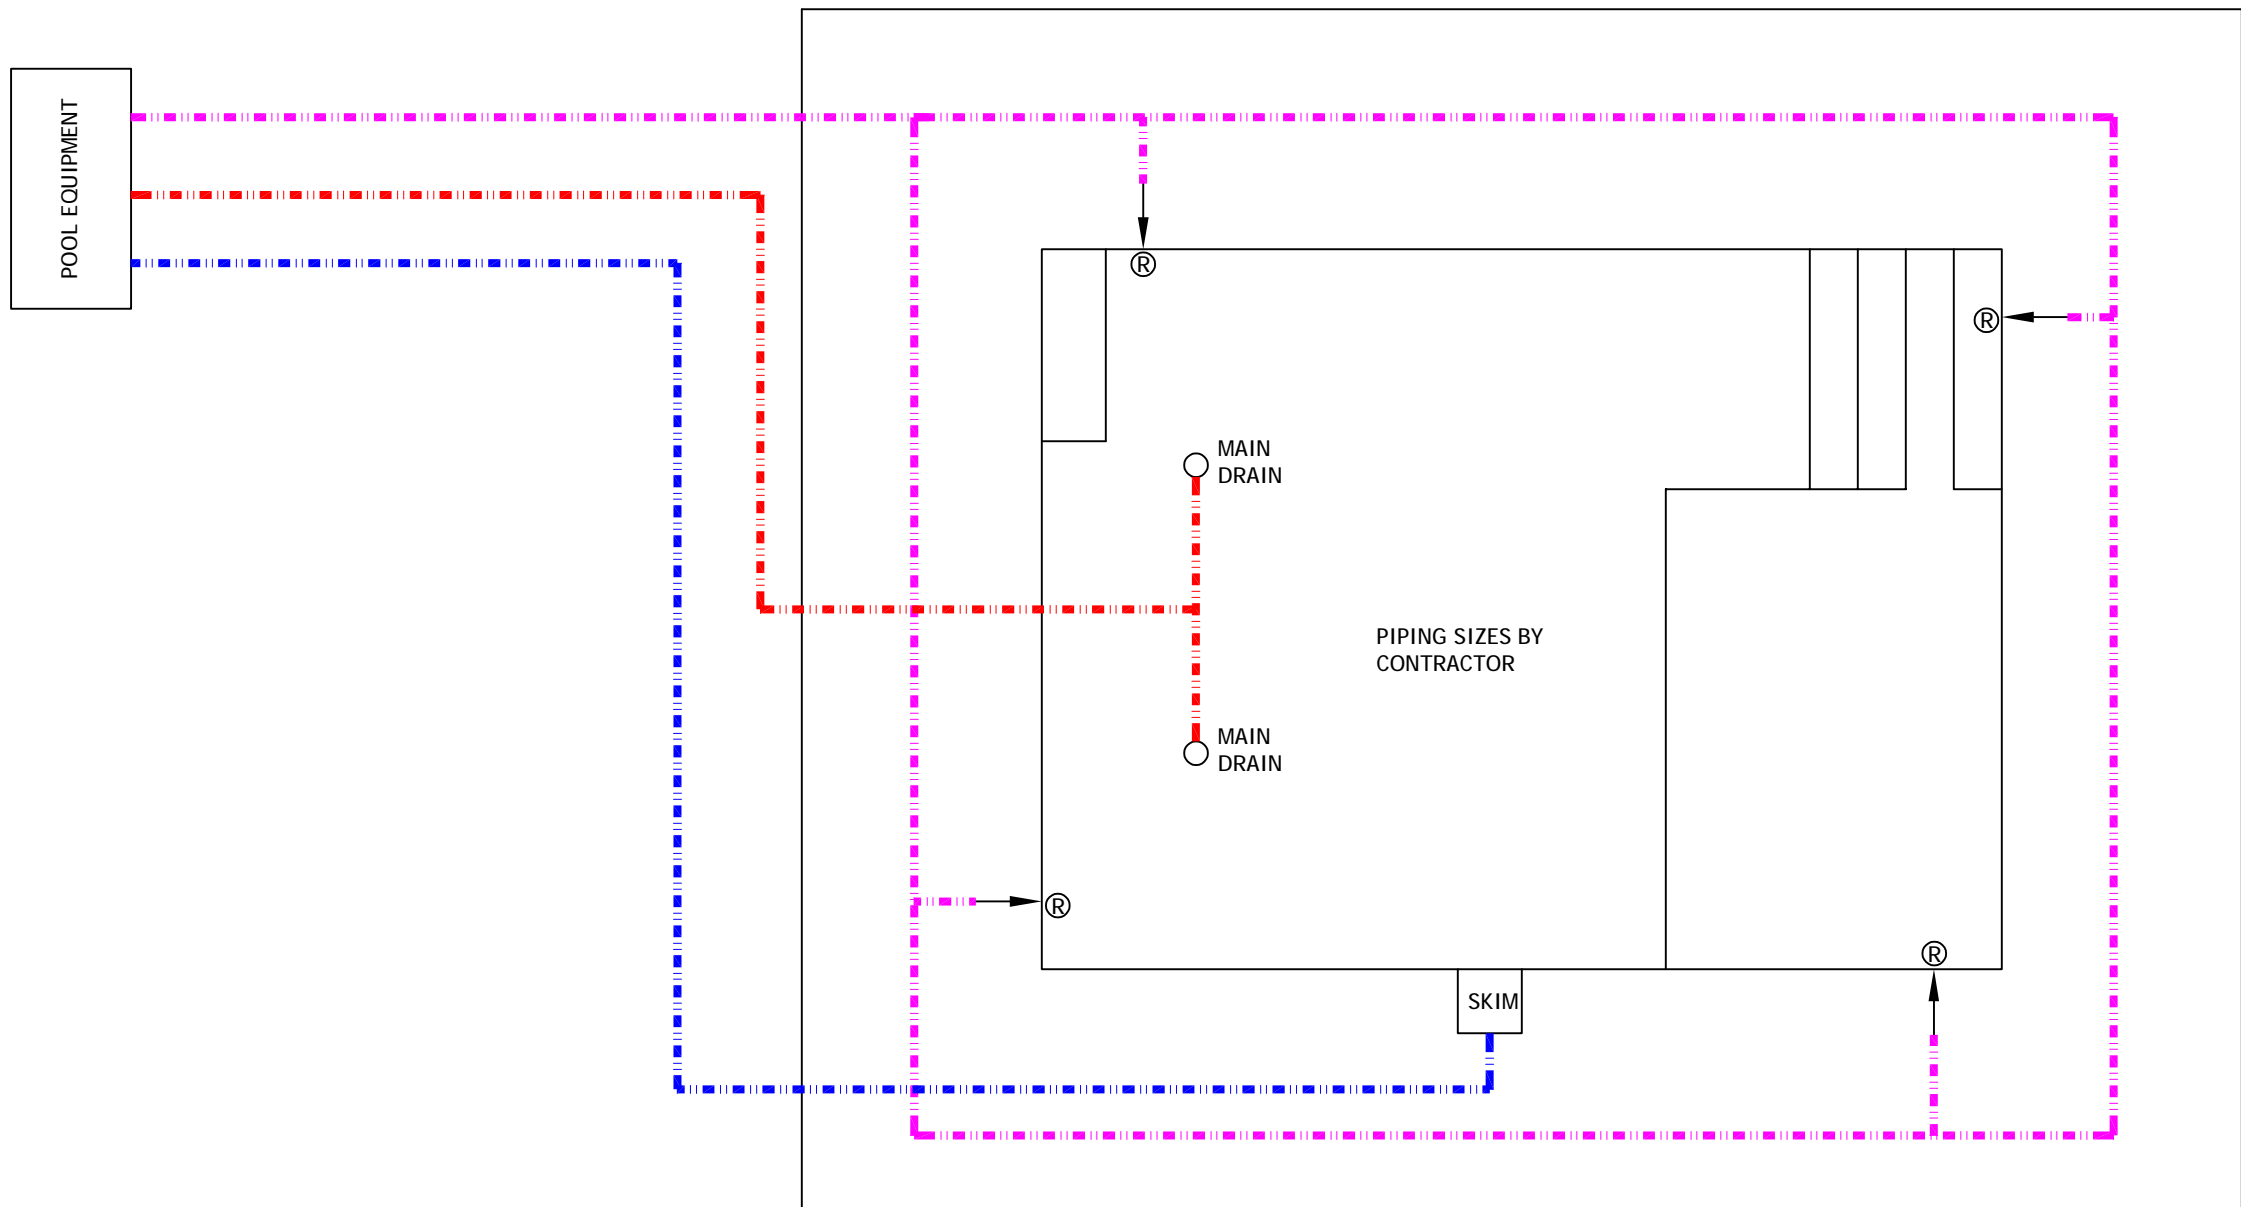 POOL EQUIPMENT
®
®
MAIN
DRAIN
PIPING SIZES BY
CONTRACTOR
MAIN
DRAIN
®
®
SKIM